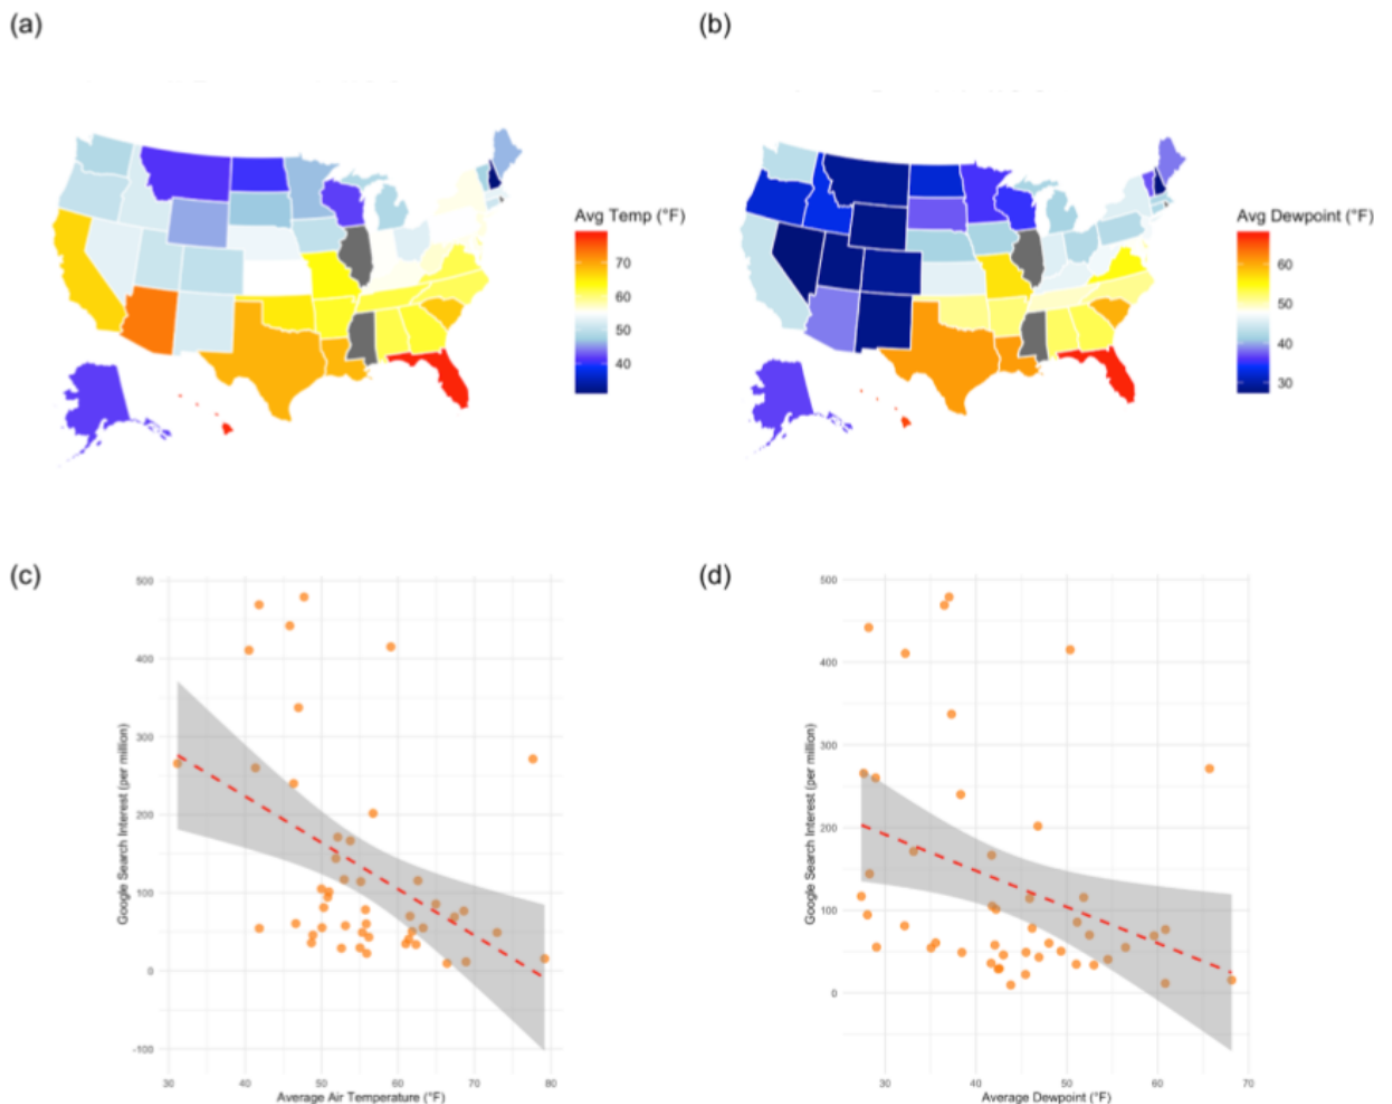 (a)
(b)
Avg Temp (°F)
70
60
50
40
Avg Dewpoint (°F)
60
50
40
30
(c)
500
400
300
200
100
0
-100
Google Search Interest (per million)
30 40 50 60 70 80
Average Air Temperature (°F)
(d)
500
400
300
200
100
0
Google Search Interest (per million)
30 40 50 60 70
Average Dewpoint (°F)